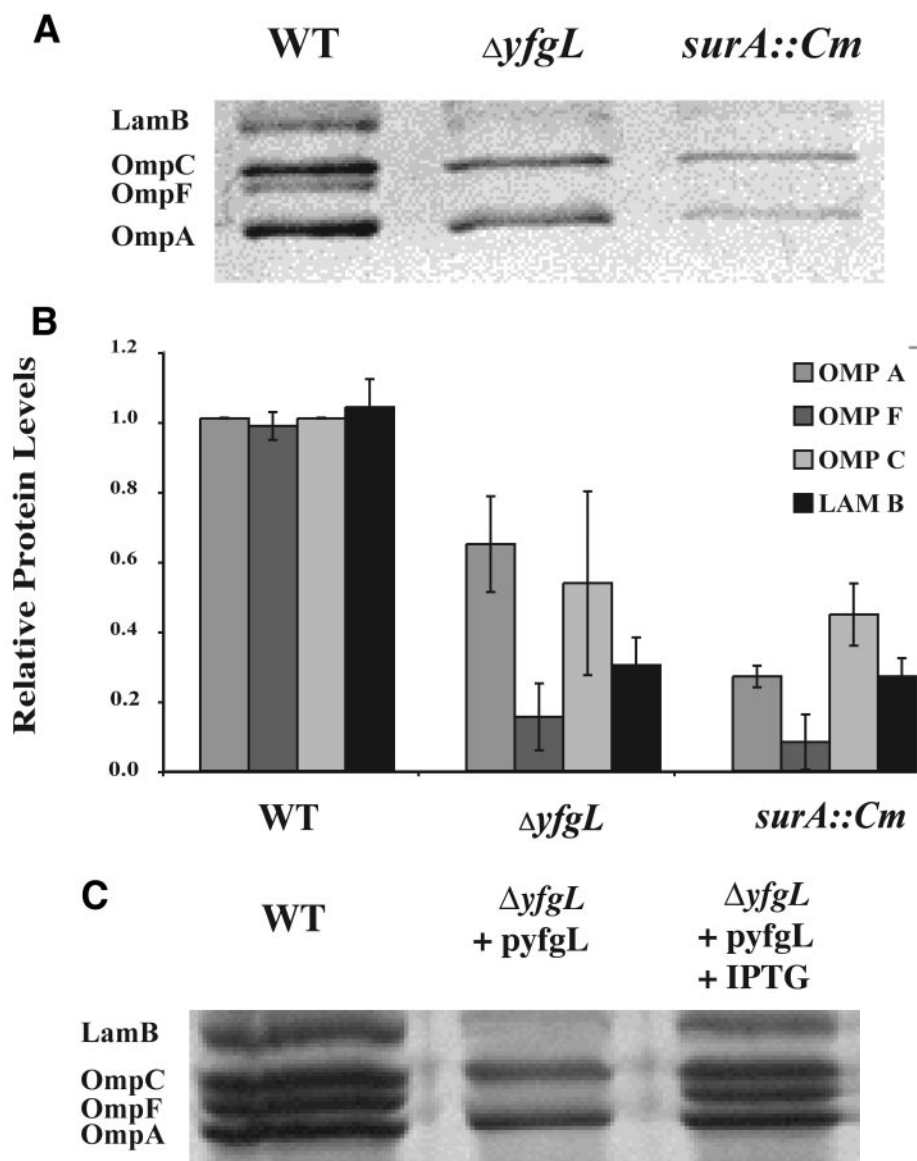 A
WT ΔyfgL surA::Cm
LamB
OmpC
OmpF
OmpA
B
Relative Protein Levels
1.2
1.0
0.8
0.6
0.4
0.2
0.0
OMP A
OMP F
OMP C
LAM B
WT ΔyfgL surA::Cm
C
WT
ΔyfgL
+ pyfgL
ΔyfgL
+ pyfgL
+ IPTG
LamB
OmpC
OmpF
OmpA